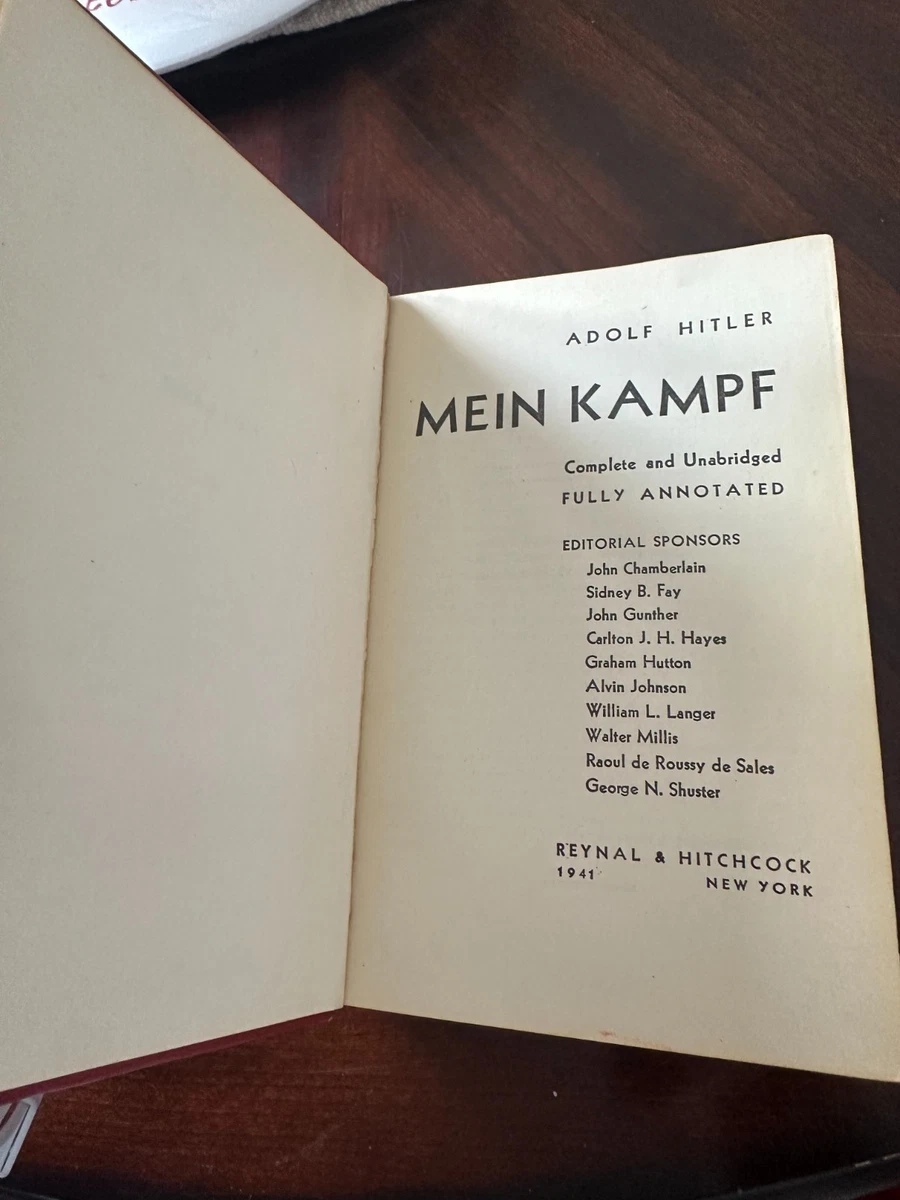 ADOLF HITLER
MEIN KAMPF
Complete and Unabridged
FULLY ANNOTATED
EDITORIAL SPONSORS
John Chamberlain
Sidney B. Fay
John Gunther
Carlton J. H. Hayes
Graham Hutton
Alvin Johnson
William L. Langer
Walter Millis
Raoul de Roussy de Sales
George N. Shuster
REYNAL & HITCHCOCK
1941 NEW YORK